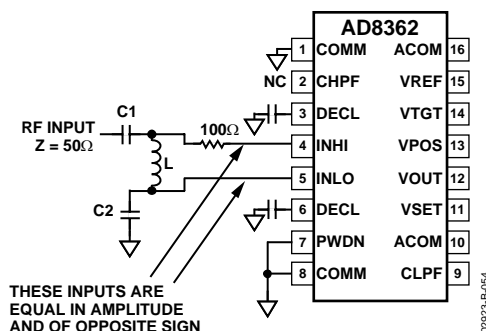 AD8362
1 COMM ACOM 16
NC 2 CHPF VREF 15
3 DECL VTGT 14
C1
RF INPUT
Z = 50Ω
100Ω
4 INHI VPOS 13
L
5 INLO VOUT 12
C2
6 DECL VSET 11
7 PWDN ACOM 10
8 COMM CLPF 9
THESE INPUTS ARE
EQUAL IN AMPLITUDE
AND OF OPPOSITE SIGN
02923-B-054